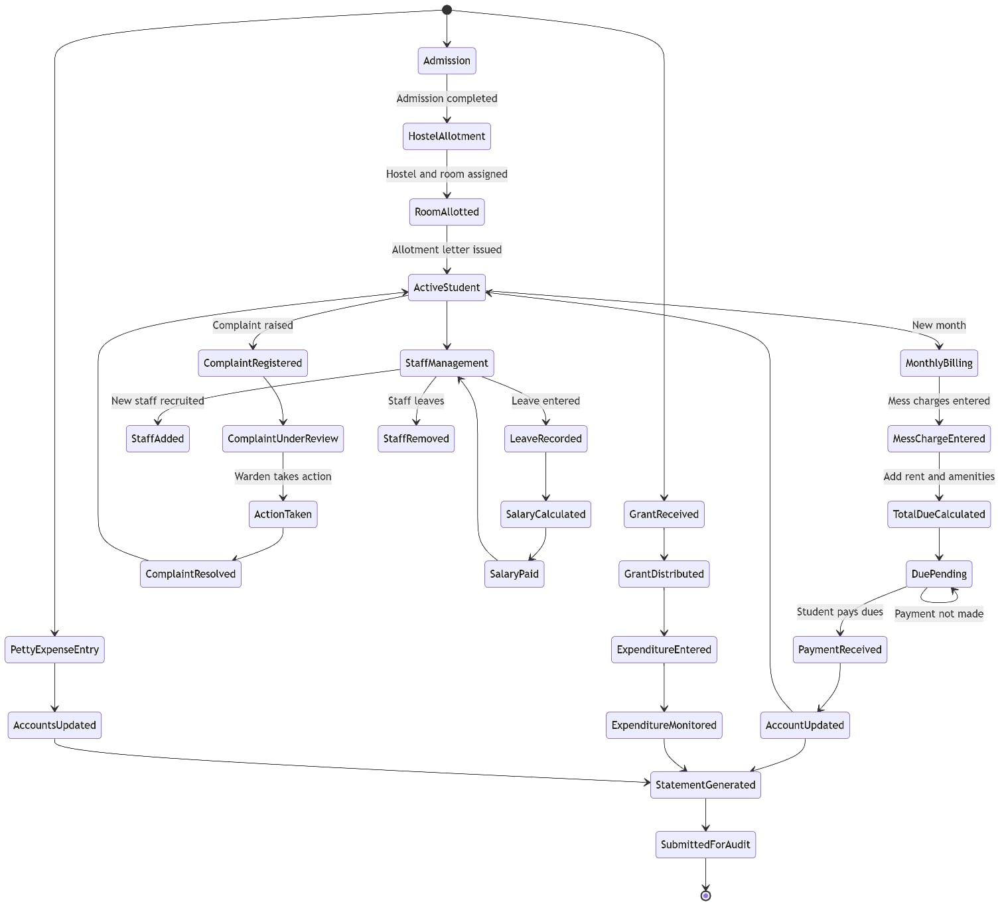 Admission
Admission completed
HostelAllotment
Hostel and room assigned
RoomAllotted
Allotment letter issued
ActiveStudent
Complaint raised
New month
ComplaintRegistered
StaffManagement
MonthlyBilling
New staff recruited
Staff leaves
Leave entered
Mess charges entered
StaffAdded
ComplaintUnderReview
StaffRemoved
LeaveRecorded
MessChargeEntered
Warden takes action
Add rent and amenities
ActionTaken
SalaryCalculated
GrantReceived
TotalDueCalculated
ComplaintResolved
SalaryPaid
GrantDistributed
DuePending
Student pays dues
Payment not made
PettyExpenseEntry
ExpenditureEntered
PaymentReceived
AccountsUpdated
ExpenditureMonitored
AccountUpdated
StatementGenerated
SubmittedForAudit